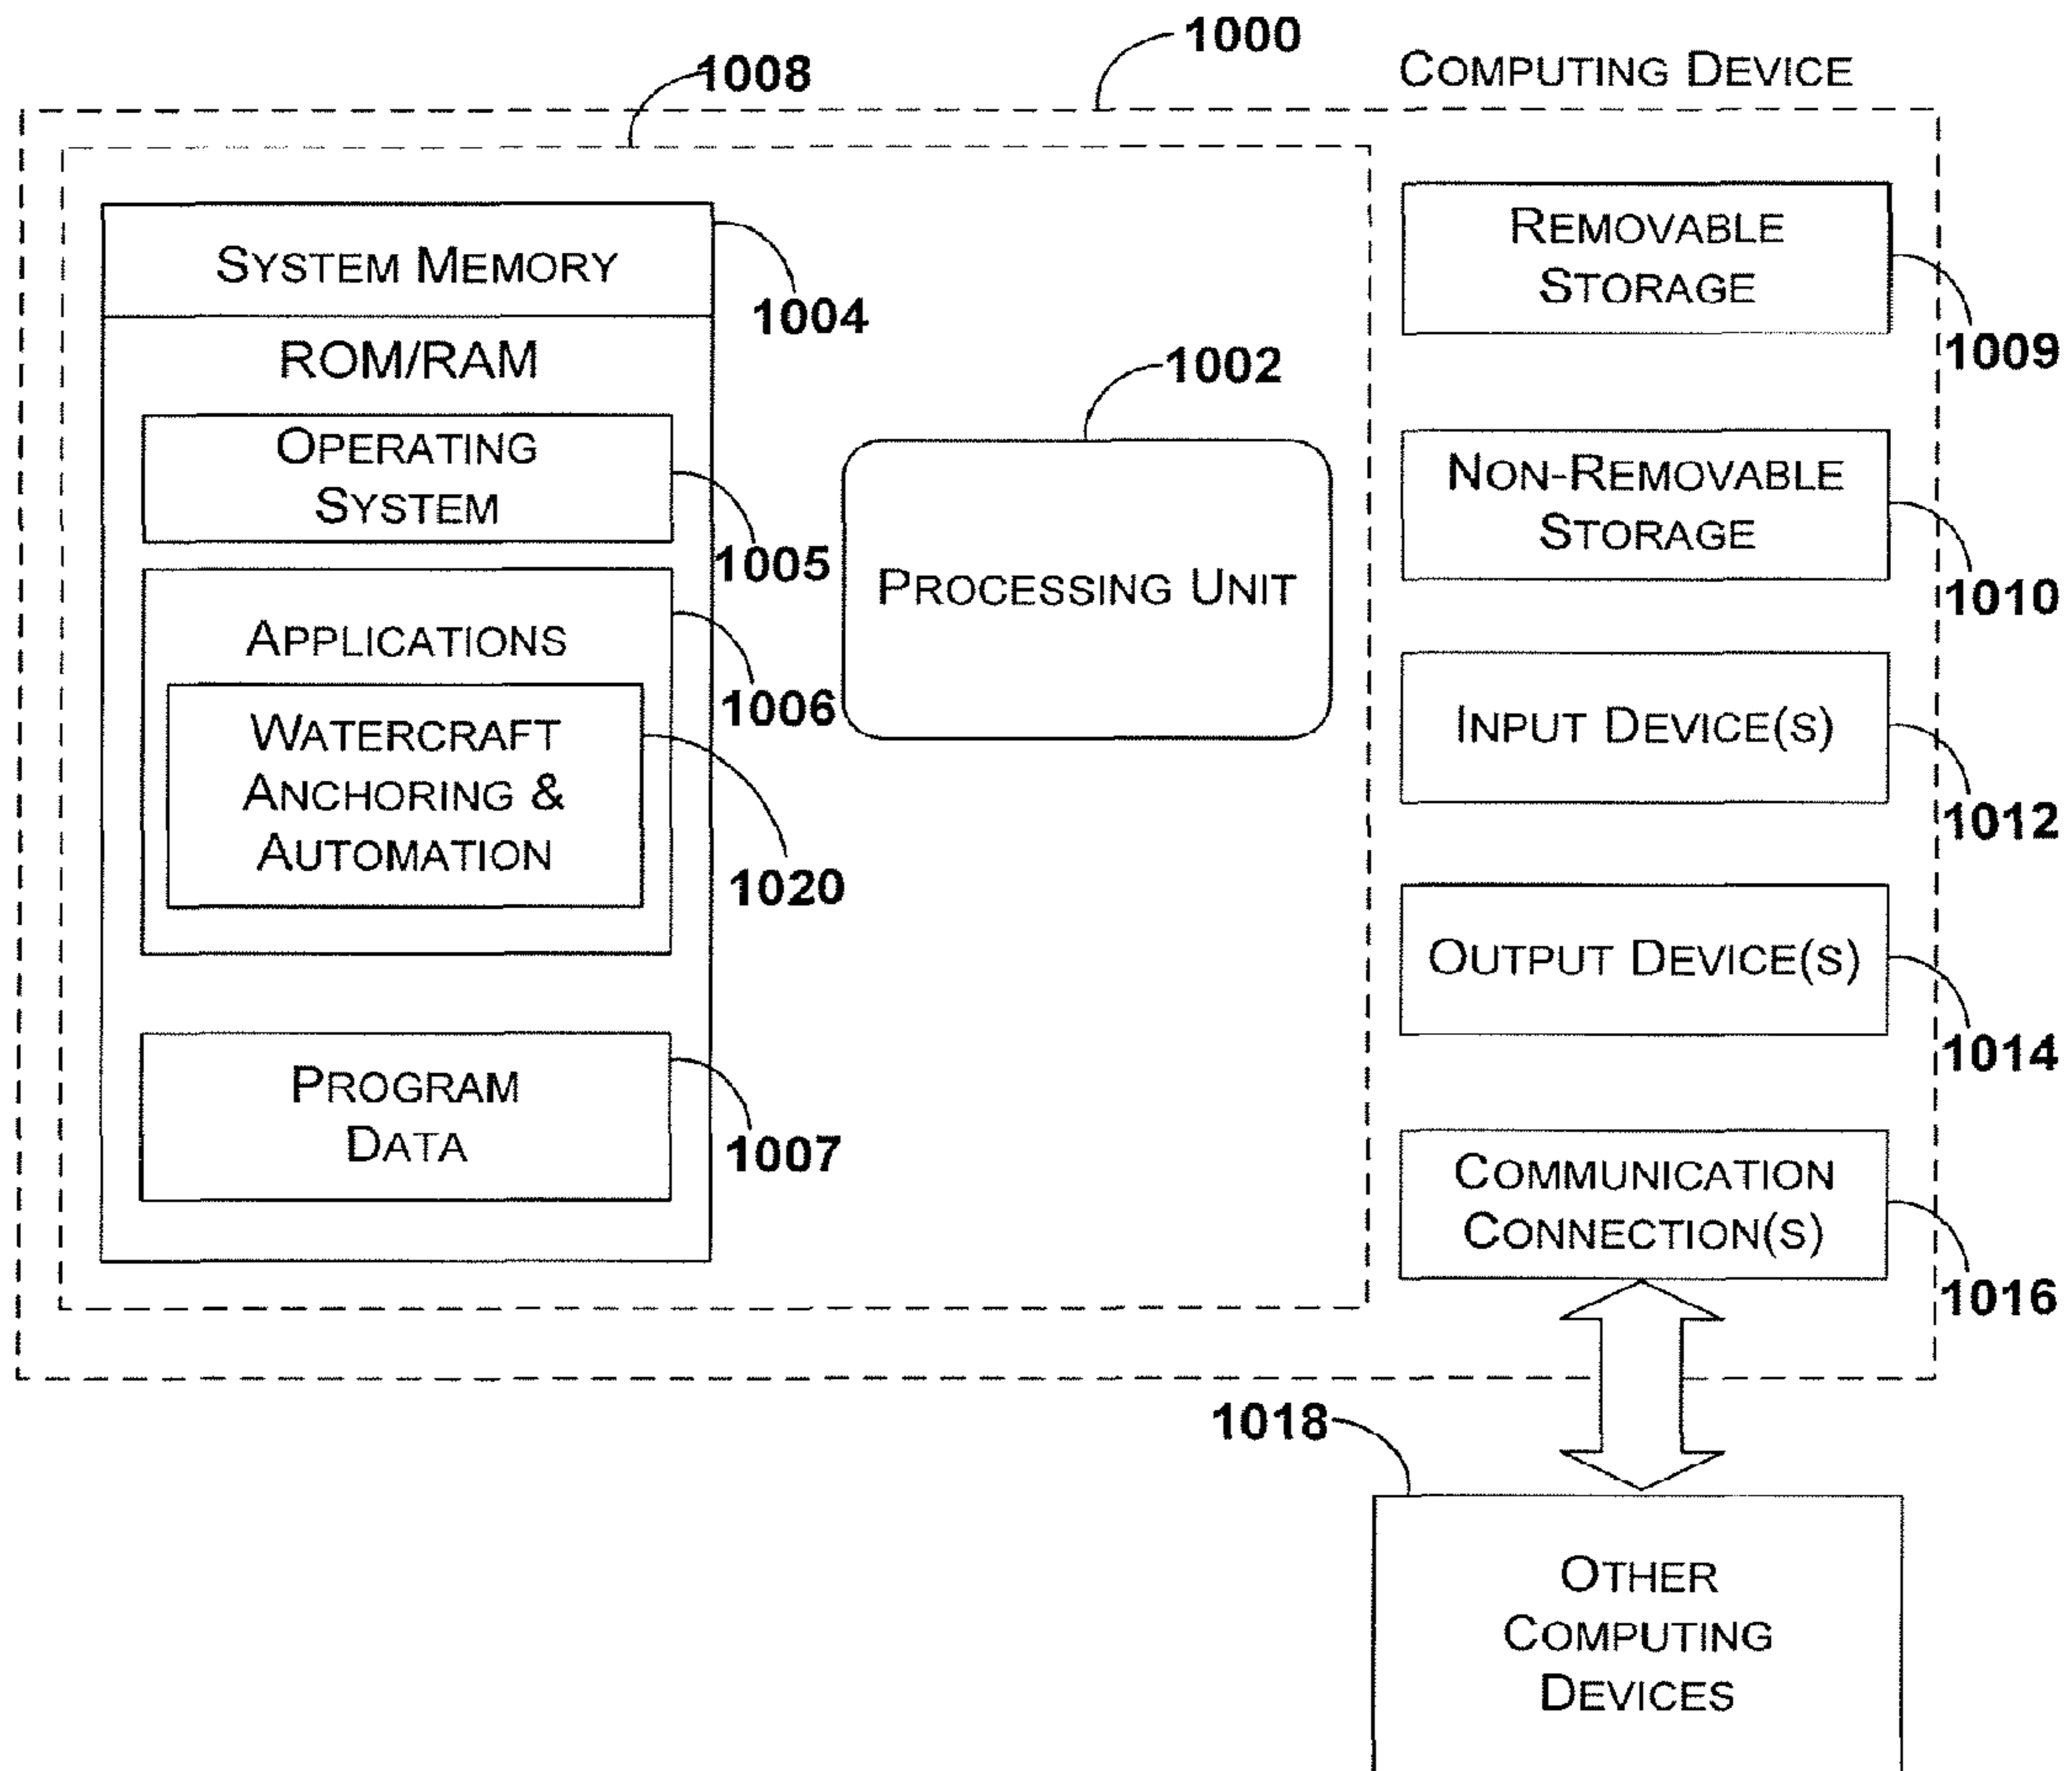 1000
COMPUTING DEVICE
1008
SYSTEM MEMORY
1004
ROM/RAM
OPERATING
SYSTEM
1005
APPLICATIONS
1006
WATERCRAFT
ANCHORING &
AUTOMATION
1020
PROGRAM
DATA
1007
1002
PROCESSING UNIT
REMOVABLE
STORAGE
1009
NON-REMOVABLE
STORAGE
1010
INPUT DEVICE(S)
1012
OUTPUT DEVICE(S)
1014
COMMUNICATION
CONNECTION(S)
1016
1018
OTHER
COMPUTING
DEVICES